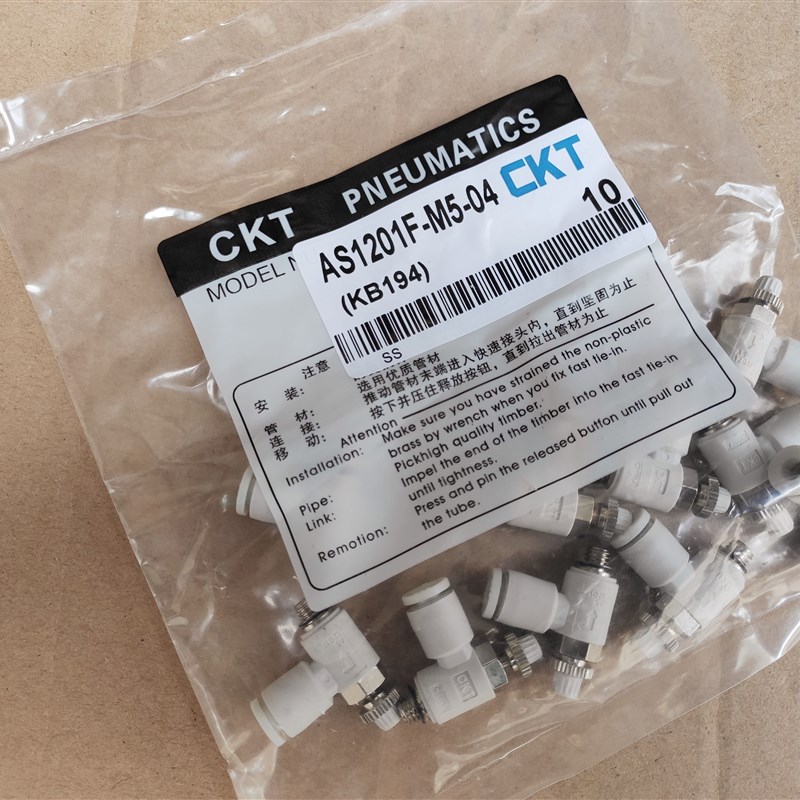 CKT PNEUMATICS
MODEL N
AS1201F-M5-04 CKT
(KB194) 10
SS
注意
安装: 选用优质管材
管材: 推动管材末端进入快速接头内, 直到坚固为止
连接: 按下并压住释放按钮, 直到拉出管材为止
移动:
Attention
Installation: Make sure you have strained the non-plastic
brass by wrench when you fix fast tie-in.
Pipe: Pickhigh quality timber.
Link: Impel the end of the timber into the fast tie-in
until tightness.
Remotion: Press and pin the released button until pull out
the tube.
CKT